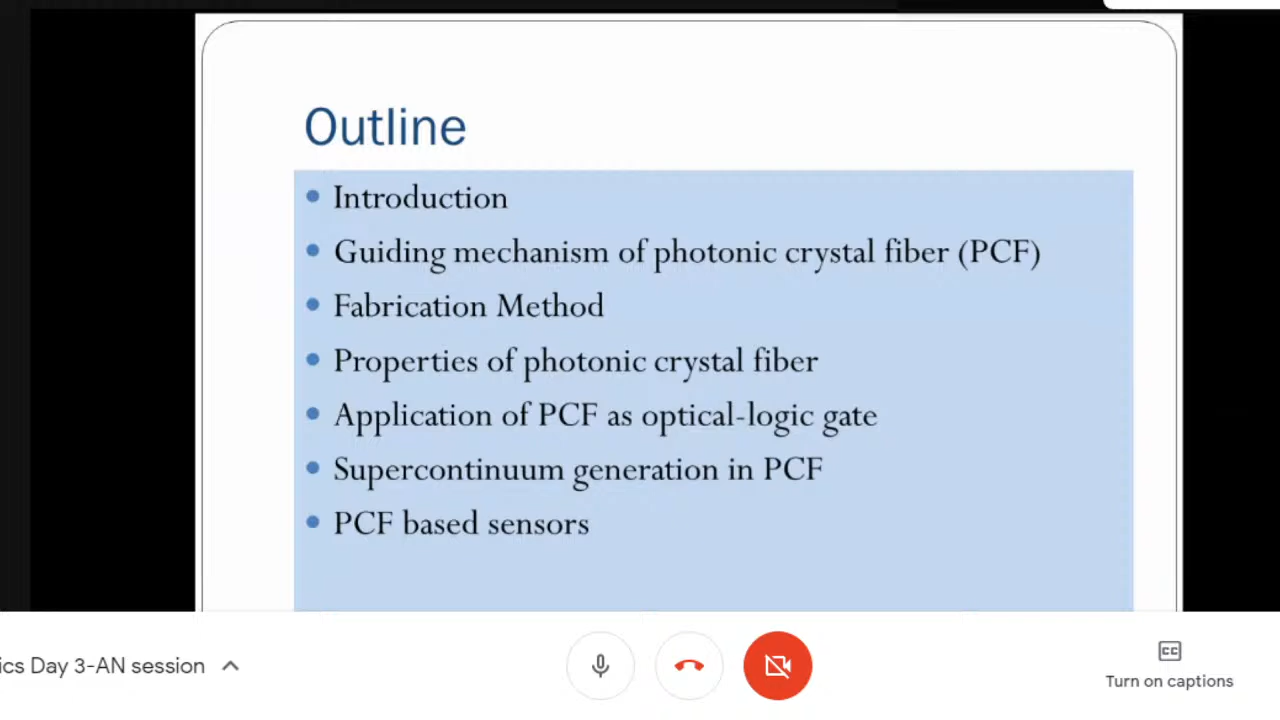 Outline
Introduction
Guiding mechanism of photonic crystal fiber (PCF)
Fabrication Method
Properties of photonic crystal fiber
Application of PCF as optical-logic gate
Supercontinuum generation in PCF
PCF based sensors
ics Day 3-AN session
CC
Turn on captions